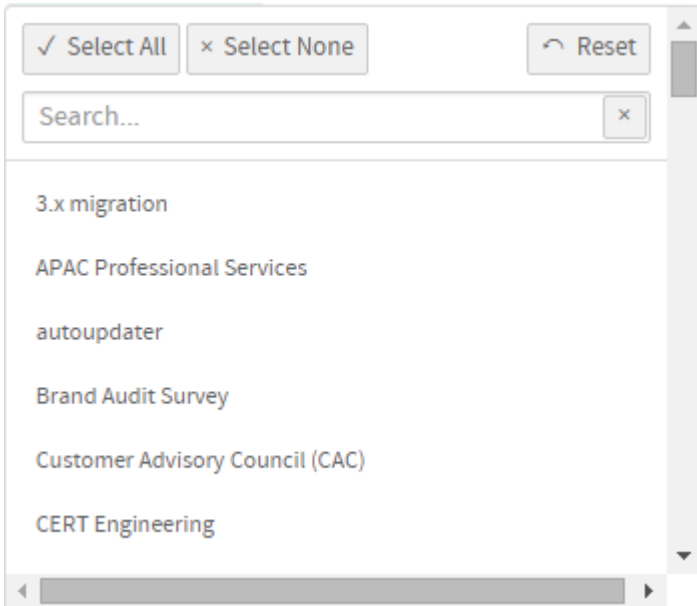 ✓ Select All × Select None ↶ Reset
Search... ×
3.x migration
APAC Professional Services
autoupdater
Brand Audit Survey
Customer Advisory Council (CAC)
CERT Engineering